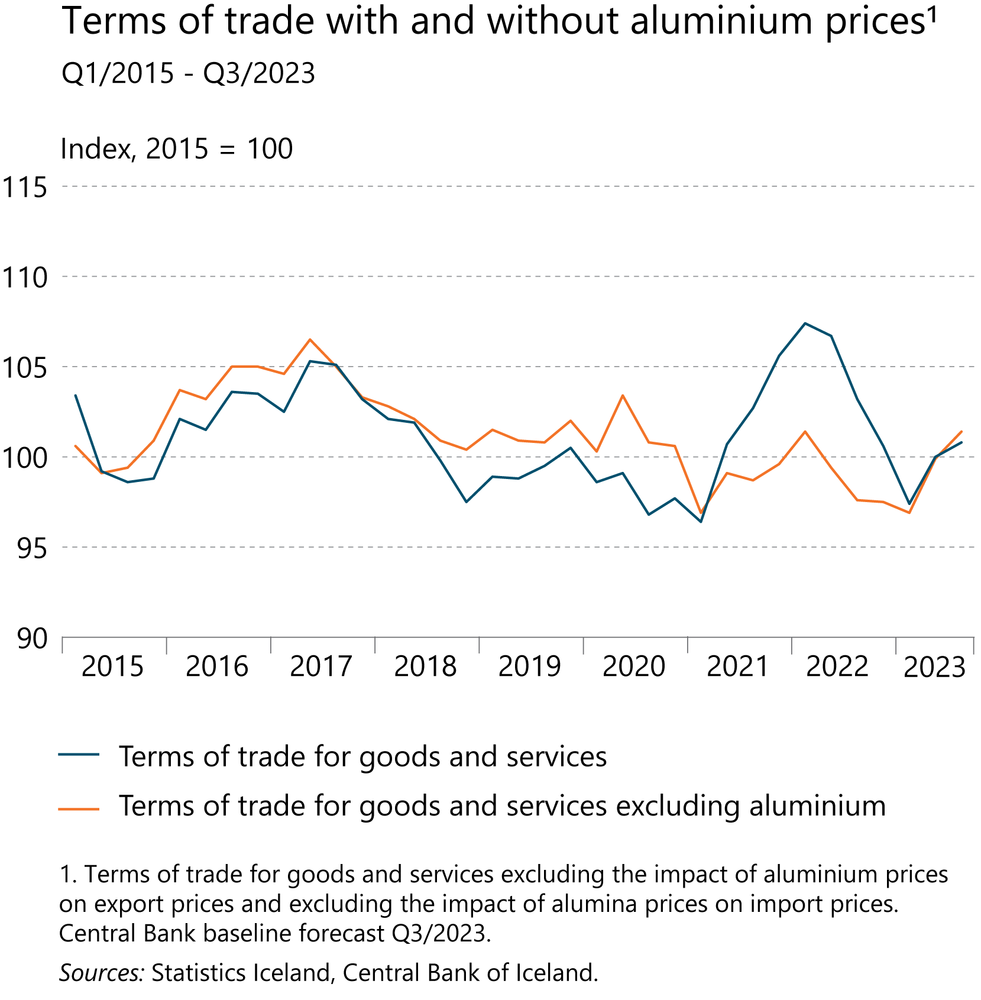 Terms of trade with and without aluminium prices¹
Q1/2015 - Q3/2023
Index, 2015 = 100
115
110
105
100
95
90
2015 2016 2017 2018 2019 2020 2021 2022 2023
Terms of trade for goods and services
Terms of trade for goods and services excluding aluminium
1. Terms of trade for goods and services excluding the impact of aluminium prices
on export prices and excluding the impact of alumina prices on import prices.
Central Bank baseline forecast Q3/2023.
Sources: Statistics Iceland, Central Bank of Iceland.